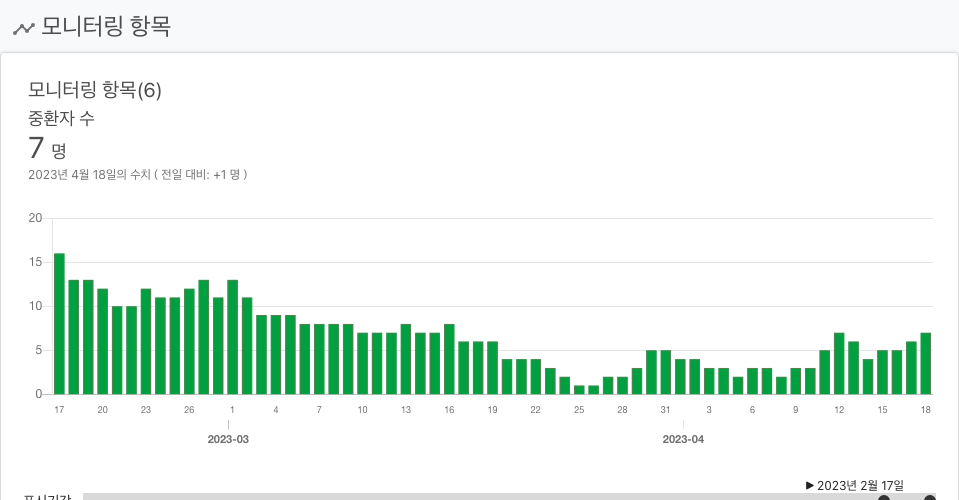 모니터링 항목
모니터링 항목(6)
중환자 수
7 명
2023년 4월 18일의 수치 ( 전일 대비: +1 명 )
20
15
10
5
0
17 20 23 26 1 4 7 10 13 16 19 22 25 28 31 3 6 9 12 15 18
2023-03 2023-04
▶ 2023년 2월 17일
표시기간